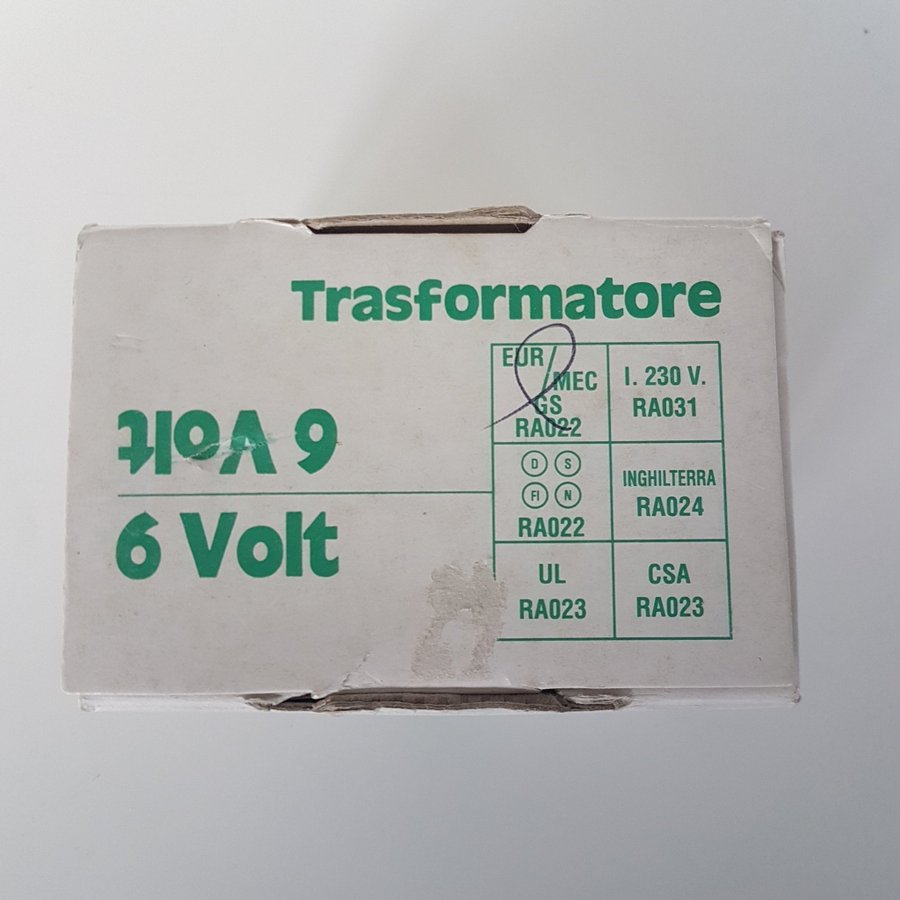 Trasformatore
EUR/MEC
GS
RA022
I. 230 V.
RA031
6 Volt
D S
FI N
RA022
INGHILTERRA
RA024
6 Volt
UL
RA023
CSA
RA023